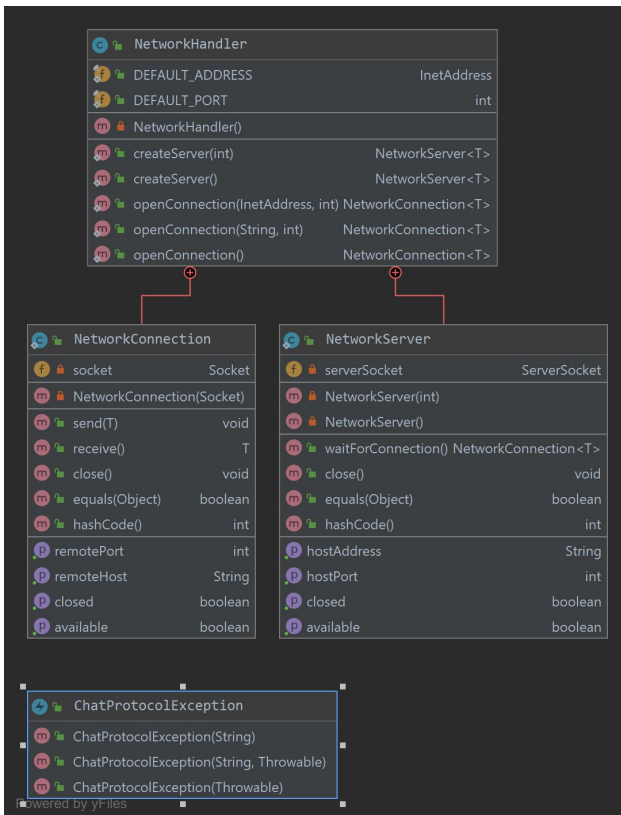 NetworkHandler
DEFAULT_ADDRESS InetAddress
DEFAULT_PORT int
NetworkHandler()
createServer(int) NetworkServer<T>
createServer() NetworkServer<T>
openConnection(InetAddress, int) NetworkConnection<T>
openConnection(String, int) NetworkConnection<T>
openConnection() NetworkConnection<T>
NetworkConnection
socket Socket
NetworkConnection(Socket)
send(T) void
receive() T
close() void
equals(Object) boolean
hashCode() int
remotePort int
remoteHost String
closed boolean
available boolean
NetworkServer
serverSocket ServerSocket
NetworkServer(int)
NetworkServer()
waitForConnection() NetworkConnection<T>
close() void
equals(Object) boolean
hashCode() int
hostAddress String
hostPort int
closed boolean
available boolean
ChatProtocolException
ChatProtocolException(String)
ChatProtocolException(String, Throwable)
ChatProtocolException(Throwable)
Powered by yFiles